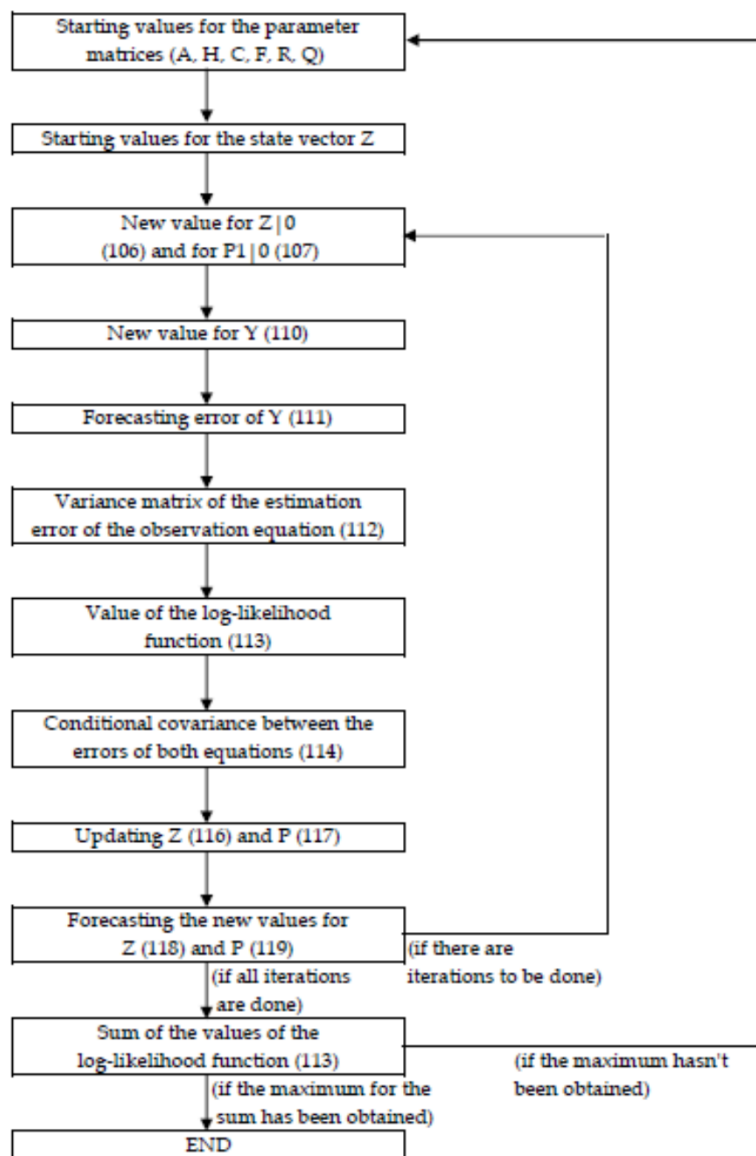 Starting values for the parameter
matrices (A, H, C, F, R, Q)
Starting values for the state vector Z
New value for Z|0
(106) and for P1|0 (107)
New value for Y (110)
Forecasting error of Y (111)
Variance matrix of the estimation
error of the observation equation (112)
Value of the log-likelihood
function (113)
Conditional covariance between the
errors of both equations (114)
Updating Z (116) and P (117)
Forecasting the new values for
Z (118) and P (119)
(if there are
iterations to be done)
(if all iterations
are done)
Sum of the values of the
log-likelihood function (113)
(if the maximum hasn't
been obtained)
(if the maximum for the
sum has been obtained)
END